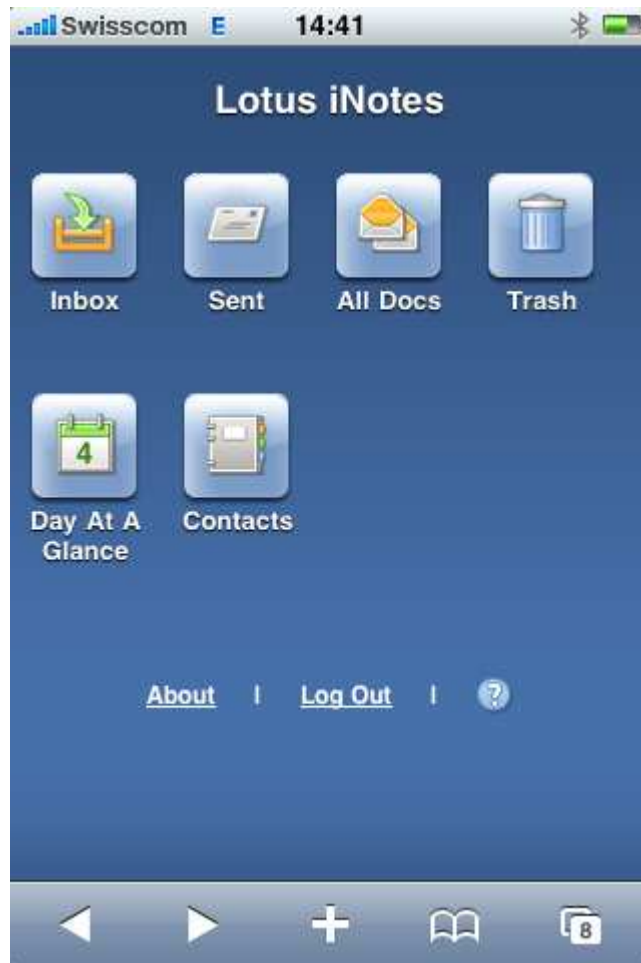 Swisscom E 14:41
Lotus iNotes
Inbox Sent All Docs Trash
4
Day At A Contacts
Glance
About | Log Out | ?
8